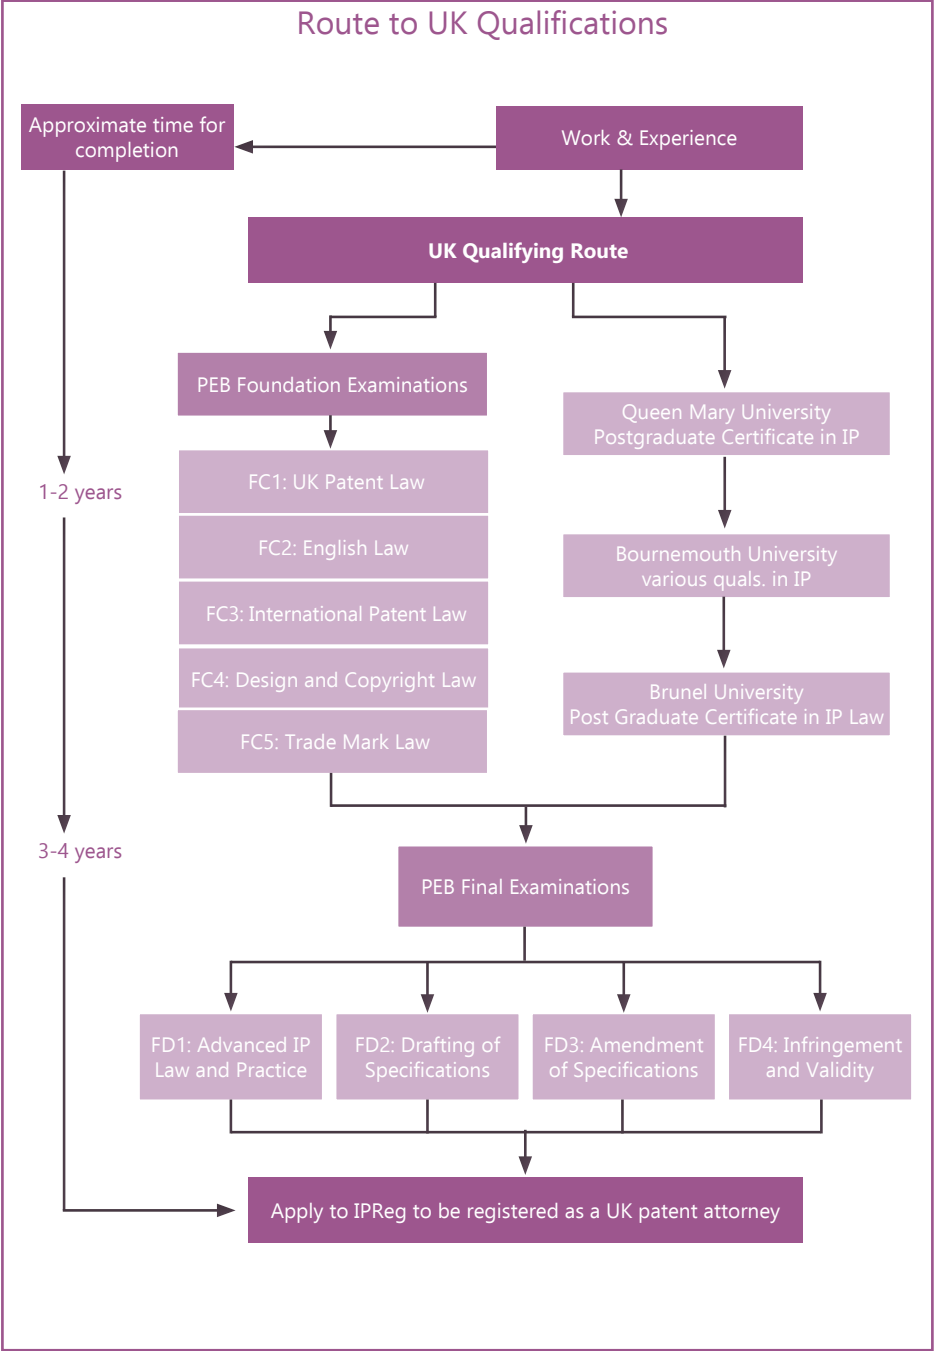 Route to UK Qualifications
Approximate time for
completion
Work & Experience
UK Qualifying Route
PEB Foundation Examinations
Queen Mary University
Postgraduate Certificate in IP
FC1: UK Patent Law
1-2 years
FC2: English Law
Bournemouth University
various quals. in IP
FC3: International Patent Law
FC4: Design and Copyright Law
Brunel University
Post Graduate Certificate in IP Law
FC5: Trade Mark Law
3-4 years
PEB Final Examinations
FD1: Advanced IP
Law and Practice
FD2: Drafting of
Specifications
FD3: Amendment
of Specifications
FD4: Infringement
and Validity
Apply to IPReg to be registered as a UK patent attorney